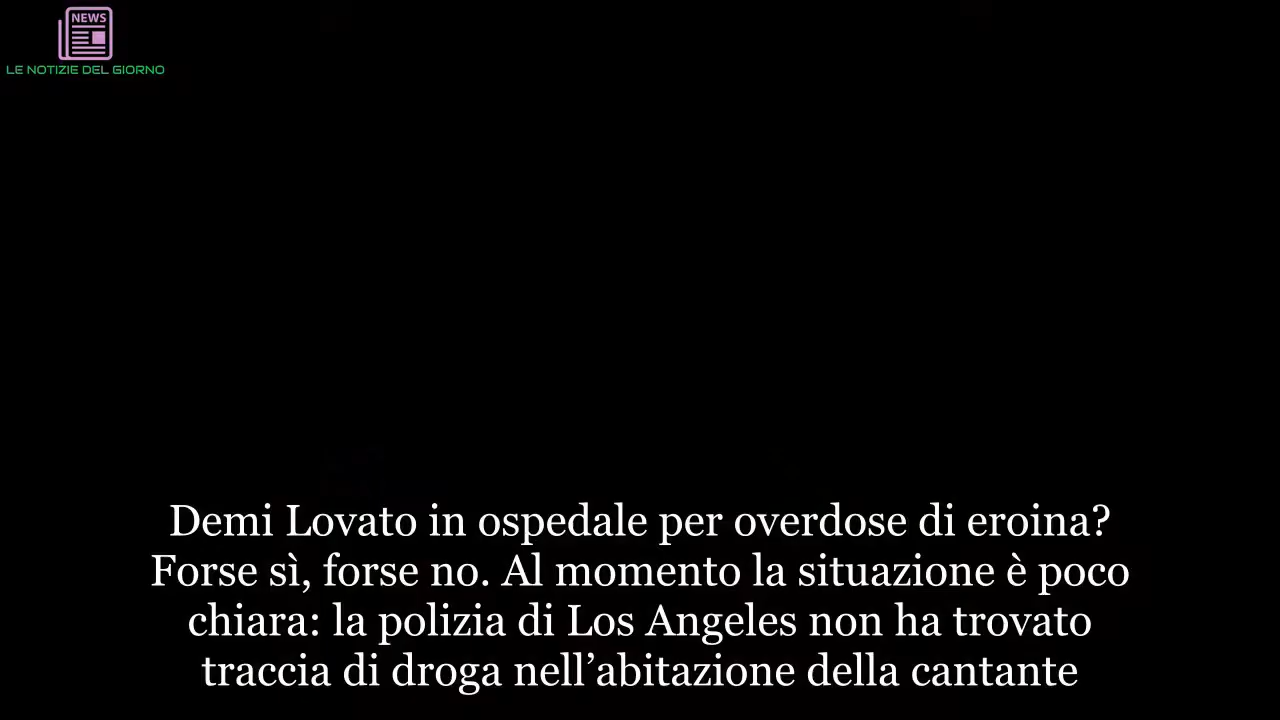 NEWS
LE NOTIZIE DEL GIORNO
Demi Lovato in ospedale per overdose di eroina?
Forse sì, forse no. Al momento la situazione è poco
chiara: la polizia di Los Angeles non ha trovato
traccia di droga nell’abitazione della cantante